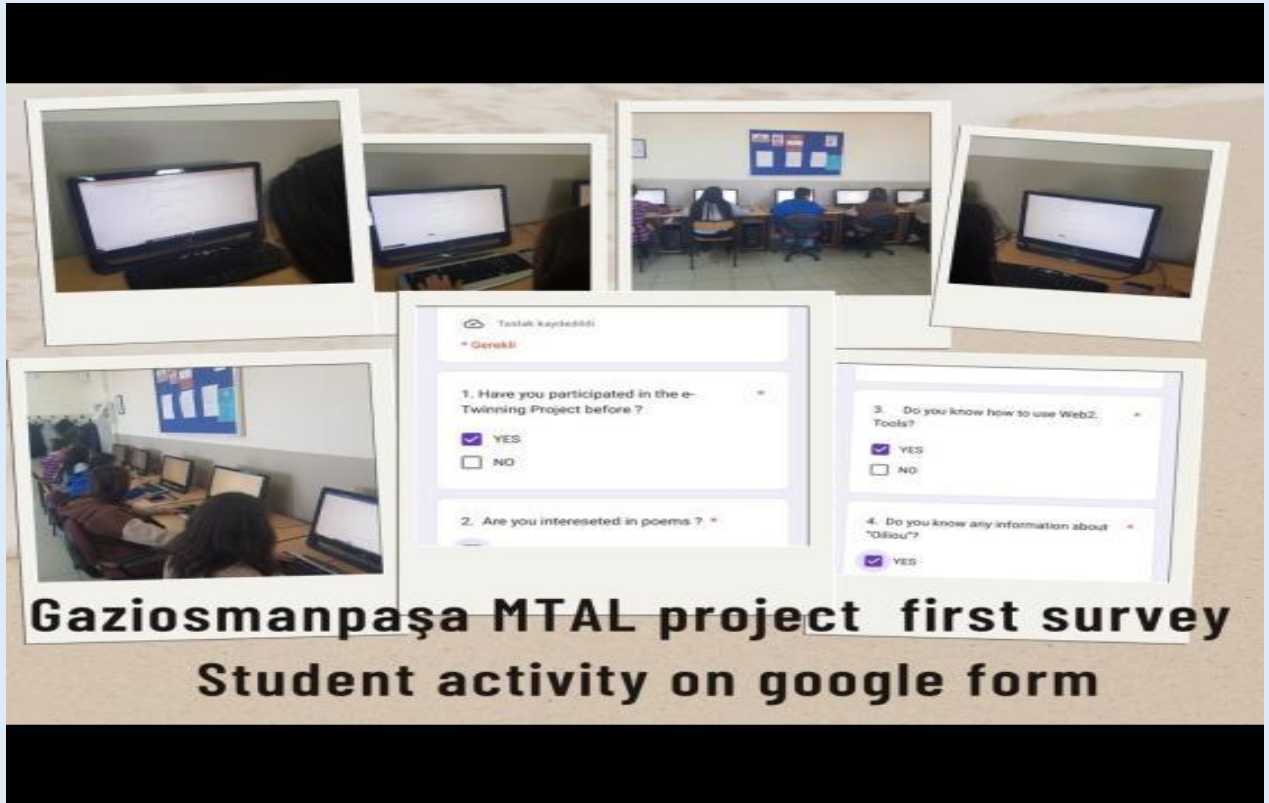 Taslak kaydedildi
* Gerekli
1. Have you participated in the e- *
Twinning Project before ?
YES
NO
2. Are you intereseted in poems ? *
3. Do you know how to use Web2. *
Tools?
YES
NO
4. Do you know any information about *
"Oiliou"?
YES
Gaziosmanpaşa MTAL project first survey
Student activity on google form